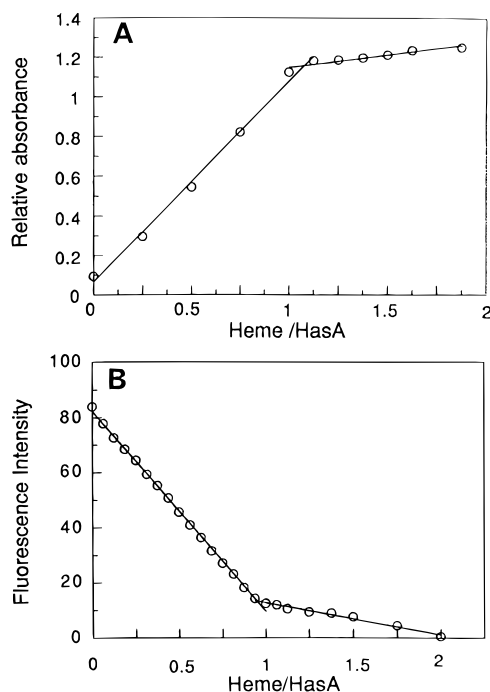 A
Relative absorbance
1.4
1.2
1
0.8
0.6
0.4
0.2
0
0 0.5 1 1.5 2
Heme /HasA
B
Fluorescence Intensity
100
80
60
40
20
0
0 0.5 1 1.5 2
Heme/HasA